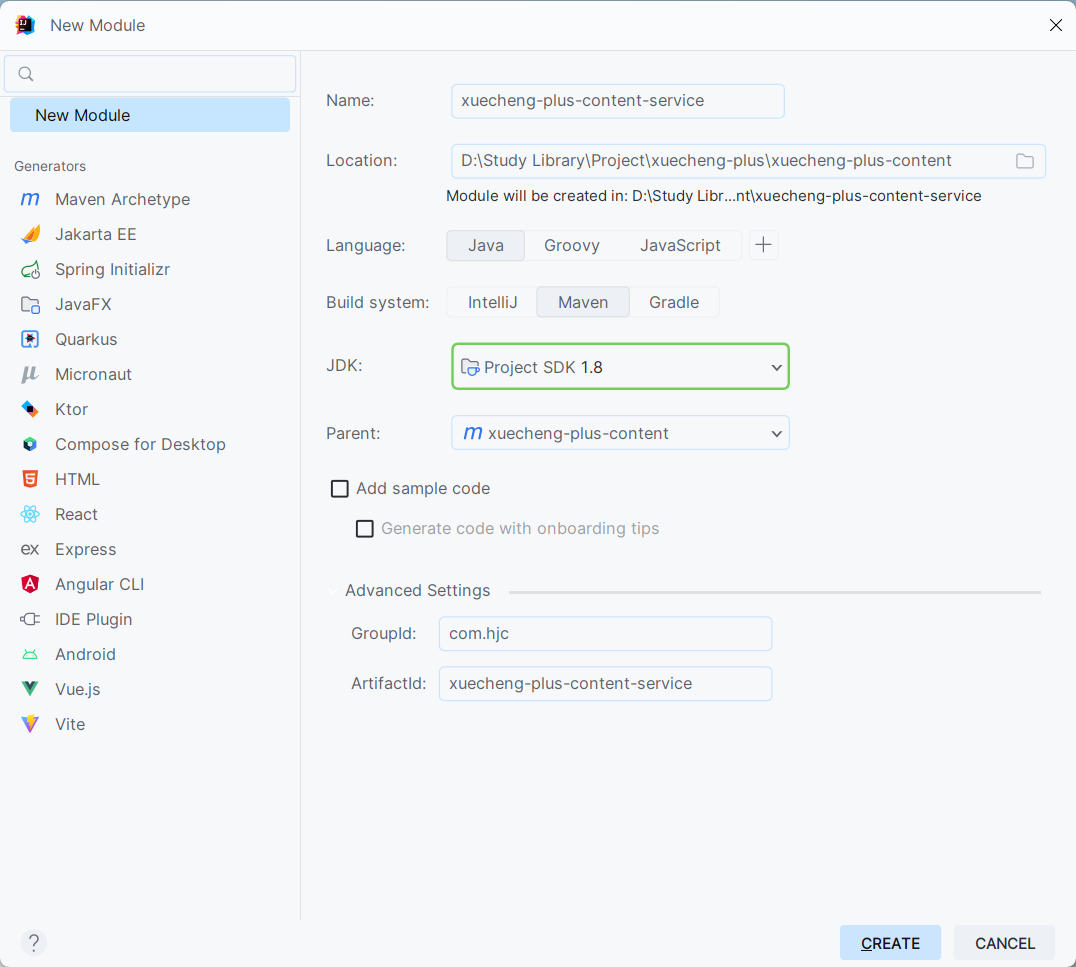 New Module
New Module
Generators
Maven Archetype
Jakarta EE
Spring Initializr
JavaFX
Quarkus
Micronaut
Ktor
Compose for Desktop
HTML
React
Express
Angular CLI
IDE Plugin
Android
Vue.js
Vite
Name: xuecheng-plus-content-service
Location: D:\Study Library\Project\xuecheng-plus\xuecheng-plus-content
Module will be created in: D:\Study Libr...nt\xuecheng-plus-content-service
Language: Java Groovy JavaScript
Build system: IntelliJ Maven Gradle
JDK: Project SDK 1.8
Parent: xuecheng-plus-content
Add sample code
Generate code with onboarding tips
Advanced Settings
GroupId: com.hjc
ArtifactId: xuecheng-plus-content-service
? CREATE CANCEL